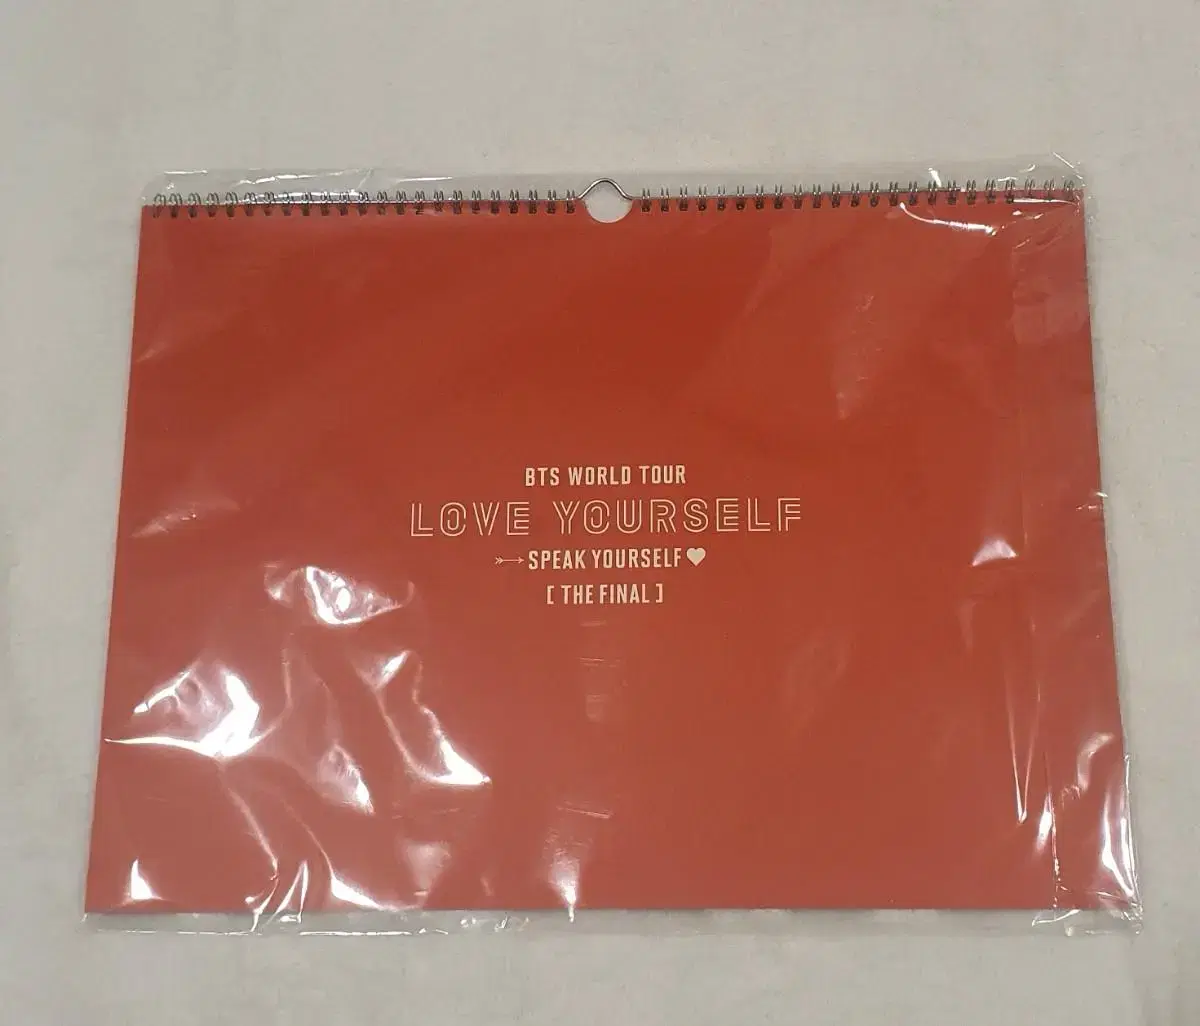 BTS WORLD TOUR
LOVE YOURSELF
SPEAK YOURSELF
[ THE FINAL ]